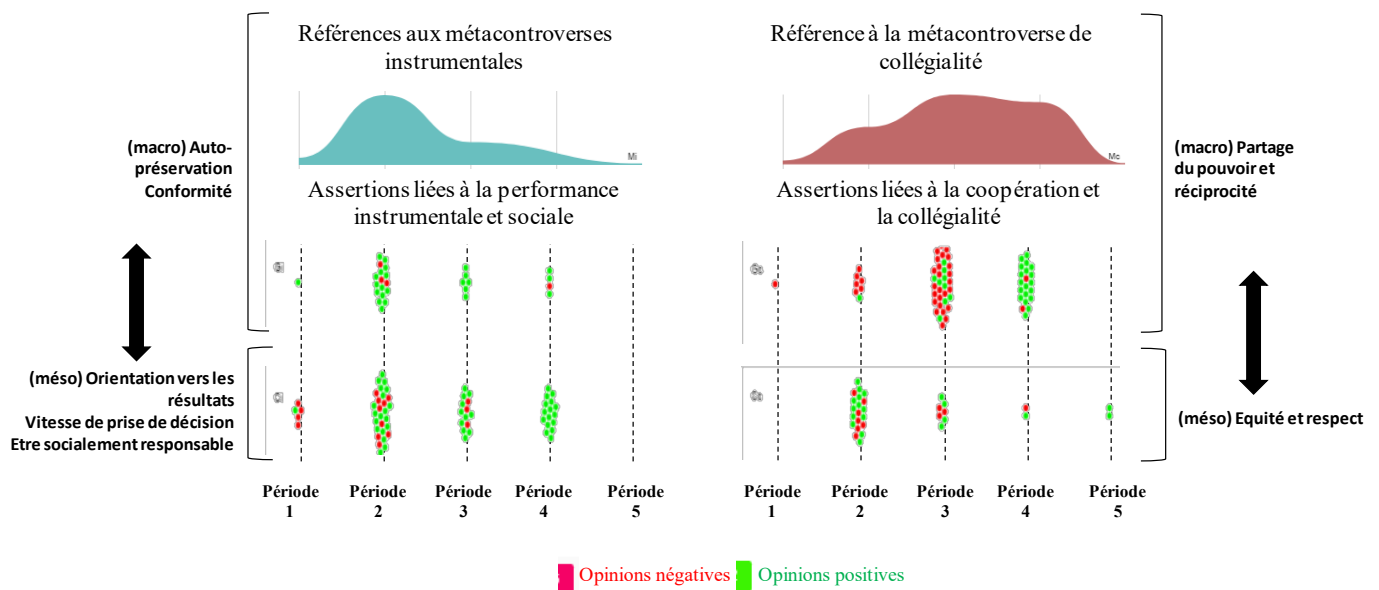 Références aux métacontroverses
instrumentales
Référence à la métacontroverse de
collégialité
(macro) Auto-
préservation
Conformité
Mi
Me
(macro) Partage
du pouvoir et
réciprocité
Assertions liées à la performance
instrumentale et sociale
Assertions liées à la coopération et
la collégialité
(méso) Orientation vers les
résultats
Vitesse de prise de décision
Etre socialement responsable
(méso) Equité et respect
Période
1
Période
2
Période
3
Période
4
Période
5
Période
1
Période
2
Période
3
Période
4
Période
5
Opinions négatives
Opinions positives